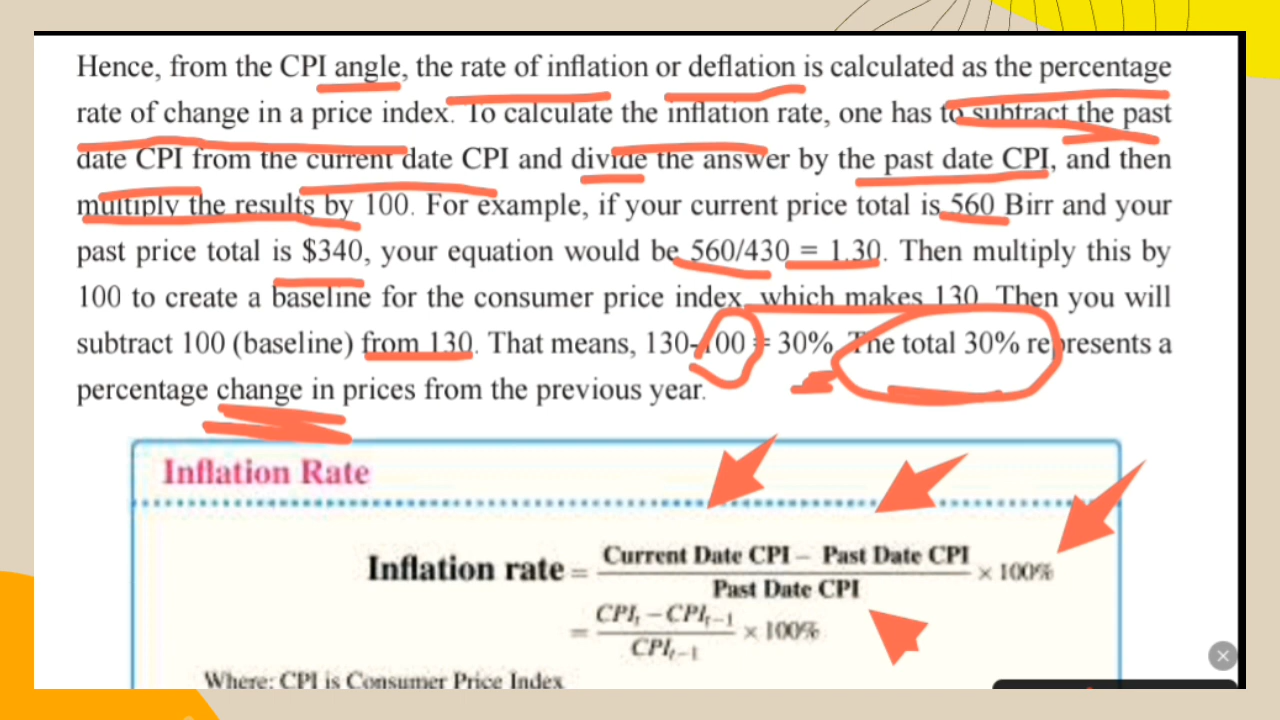 Hence, from the CPI angle, the rate of inflation or deflation is calculated as the percentage
rate of change in a price index. To calculate the inflation rate, one has to subtract the past
date CPI from the current date CPI and divide the answer by the past date CPI, and then
multiply the results by 100. For example, if your current price total is 560 Birr and your
past price total is $340, your equation would be 560/430 = 1.30. Then multiply this by
100 to create a baseline for the consumer price index, which makes 130. Then you will
subtract 100 (baseline) from 130. That means, 130-100 = 30%. The total 30% represents a
percentage change in prices from the previous year.
Inflation Rate
Inflation rate = Current Date CPI – Past Date CPI / Past Date CPI × 100%
= CPIₜ – CPIₜ₋₁ / CPIₜ₋₁ × 100%
Where: CPI is Consumer Price Index